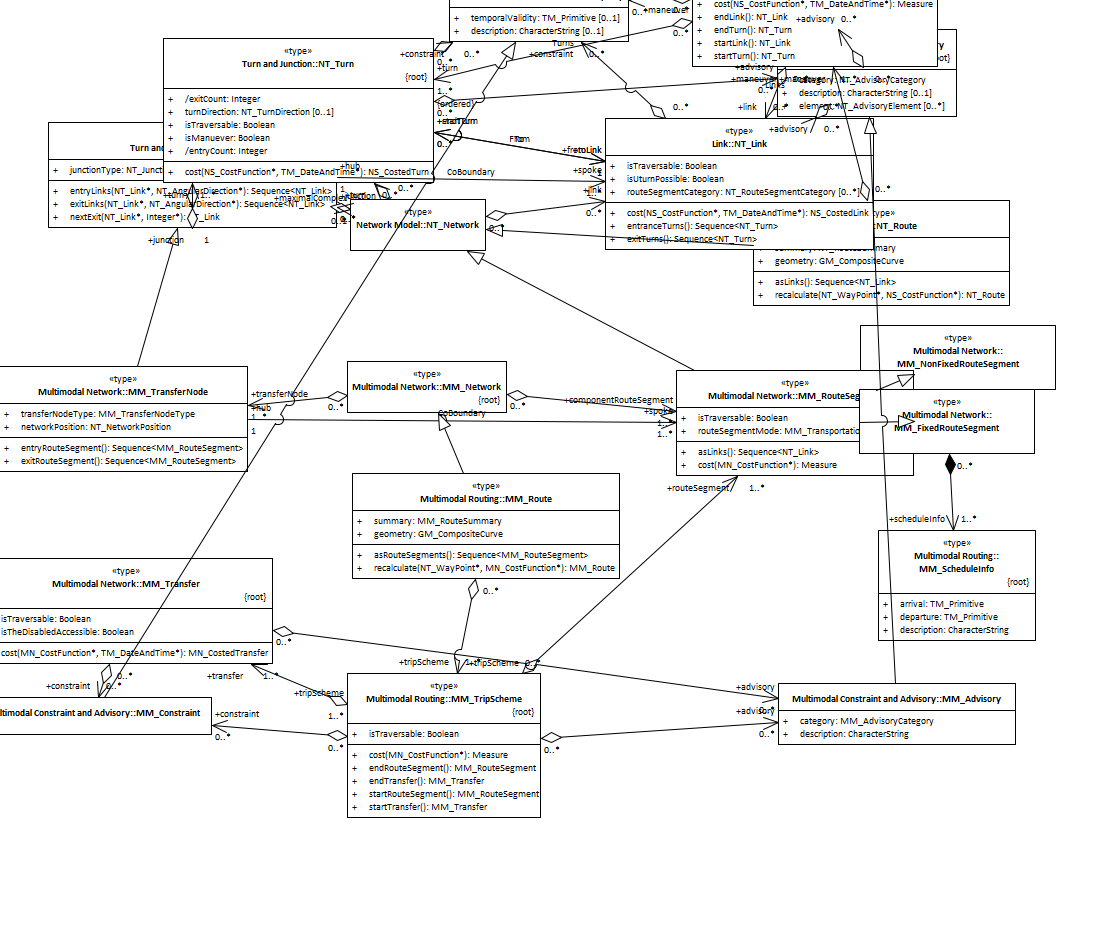 + temporalValidity: TM_Primitive [0..1]
+ description: CharacterString [0..1]
0..*
+maneuver
cost(NS_CostFunction*, TM_DateAndTime*): Measure
+ endLink(): NT_Link
+ endTurn(): NT_Turn
+ startLink(): NT_Link
+ startTurn(): NT_Turn
+advisory 0..*
0..*
«type»
Turn and Junction::NT_Turn
{root}
+ /exitCount: Integer
+ turnDirection: NT_TurnDirection [0..1]
+ isTraversable: Boolean
+ isManuever: Boolean
+ /entryCount: Integer
+ cost(NS_CostFunction*, TM_DateAndTime*): NS_CostedTurn
+constraint 0..*
+turn
1..*
{ordered}
0..*
Turns
+constraint
+advisory
+link
+advisory 0..*
category: NT_AdvisoryCategory
description: CharacterString [0..1]
element: NT_AdvisoryElement [0..*]
0..*
Turn and
+ junctionType: NT_Junct
+ entryLinks(NT_Link*, NT_AngularDirection*): Sequence<NT_Link>
+ exitLinks(NT_Link*, NT_AngularDirection*): Sequence<NT_Link>
+ nextExit(NT_Link*, Integer*): NT_Link
+hub
1
0..*
CoBoundary
+spoke
+link
0..*
+junction 1
«type»
Network Model::NT_Network
0..*
«type»
Link::NT_Link
+ isTraversable: Boolean
+ isUturnPossible: Boolean
+ routeSegmentCategory: NT_RouteSegmentCategory [0..*]
+ cost(NS_CostFunction*, TM_DateAndTime*): NS_CostedLink
+ entranceTurns(): Sequence<NT_Turn>
+ exitTurns(): Sequence<NT_Turn>
0..*
ype»
:NT_Route
+ geometry: GM_CompositeCurve
+ asLinks(): Sequence<NT_Link>
+ recalculate(NT_WayPoint*, NS_CostFunction*): NT_Route
«type»
Multimodal Network::
MM_NonFixedRouteSegment
«type»
Multimodal Network::
MM_FixedRouteSegment
0..*
+scheduleInfo 1..*
«type»
Multimodal Routing::
MM_ScheduleInfo
{root}
+ arrival: TM_Primitive
+ departure: TM_Primitive
+ description: CharacterString
«type»
Multimodal Network::MM_TransferNode
+ transferNodeType: MM_TransferNodeType
+ networkPosition: NT_NetworkPosition
+ entryRouteSegment(): Sequence<MM_RouteSegment>
+ exitRouteSegment(): Sequence<MM_RouteSegment>
+transferNode
+hub
1..*
1
0..*
«type»
Multimodal Network::MM_Network
{root}
0..*
CoBoundary
+componentRouteSegment
+spoke
1..*
1..*
«type»
Multimodal Network::MM_RouteSeg
+ isTraversable: Boolean
+ routeSegmentMode: MM_Transportatio
+ asLinks(): Sequence<NT_Link>
+ cost(MN_CostFunction*): Measure
+routeSegment 1..*
«type»
Multimodal Routing::MM_Route
+ summary: MM_RouteSummary
+ geometry: GM_CompositeCurve
+ asRouteSegments(): Sequence<MM_RouteSegment>
+ recalculate(NT_WayPoint*, MN_CostFunction*): MM_Route
0..*
+tripScheme
+tripScheme 0..*
«type»
Multimodal Network::MM_Transfer
{root}
isTraversable: Boolean
isTheDisabledAccessible: Boolean
cost(MN_CostFunction*, TM_DateAndTime*): MN_CostedTransfer
0..*
0..*
+constraint 0..*
+transfer 1..*
+tripScheme
1..*
ltimodal Constraint and Advisory::MM_Constraint
+constraint
0..*
0..*
«type»
Multimodal Routing::MM_TripScheme
{root}
+ isTraversable: Boolean
+ cost(MN_CostFunction*): Measure
+ endRouteSegment(): MM_RouteSegment
+ endTransfer(): MM_Transfer
+ startRouteSegment(): MM_RouteSegment
+ startTransfer(): MM_Transfer
0..*
+advisory
+advisory
0..*
Multimodal Constraint and Advisory::MM_Advisory
+ category: MM_AdvisoryCategory
+ description: CharacterString